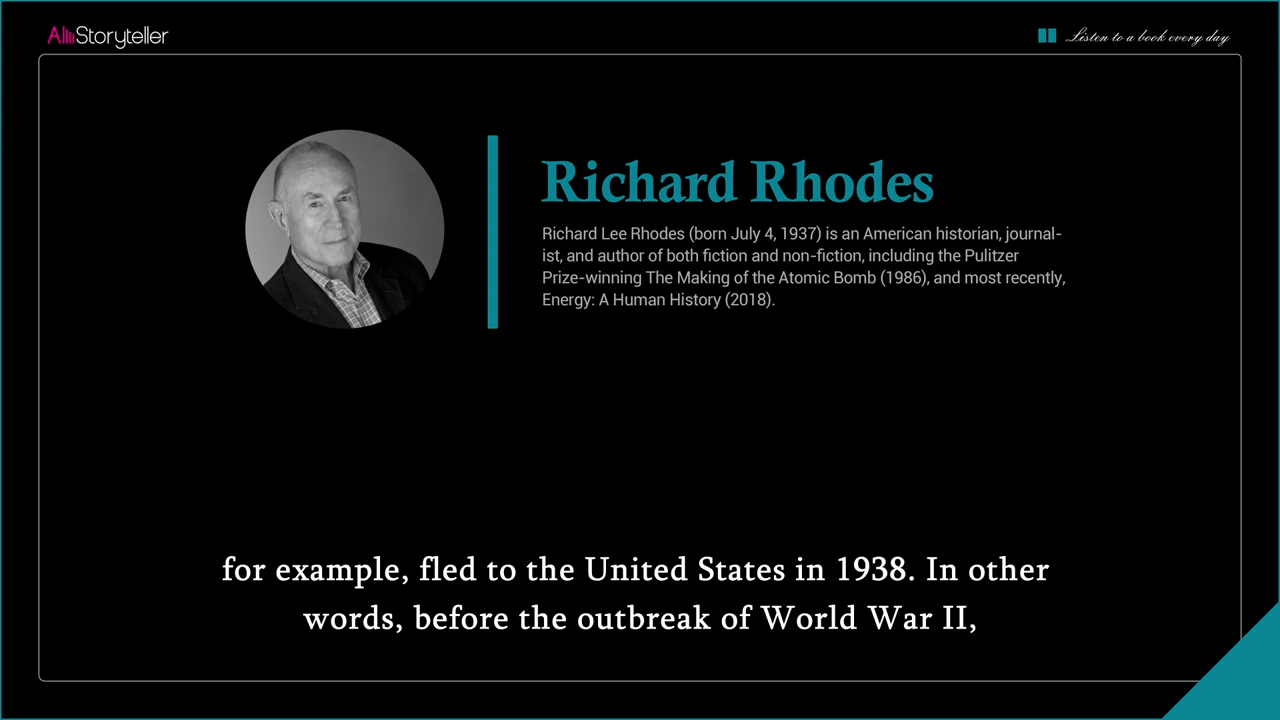 AllStoryteller
Listen to a book every day
Richard Rhodes
Richard Lee Rhodes (born July 4, 1937) is an American historian, journal-
ist, and author of both fiction and non-fiction, including the Pulitzer
Prize-winning The Making of the Atomic Bomb (1986), and most recently,
Energy: A Human History (2018).
for example, fled to the United States in 1938. In other
words, before the outbreak of World War II,